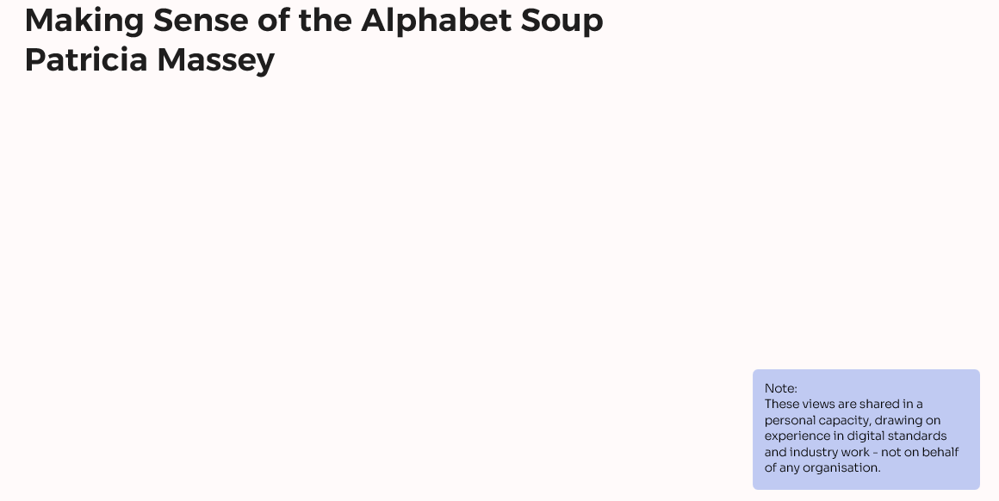 Making Sense of the Alphabet Soup
Patricia Massey
Note:
These views are shared in a
personal capacity, drawing on
experience in digital standards
and industry work - not on behalf
of any organisation.